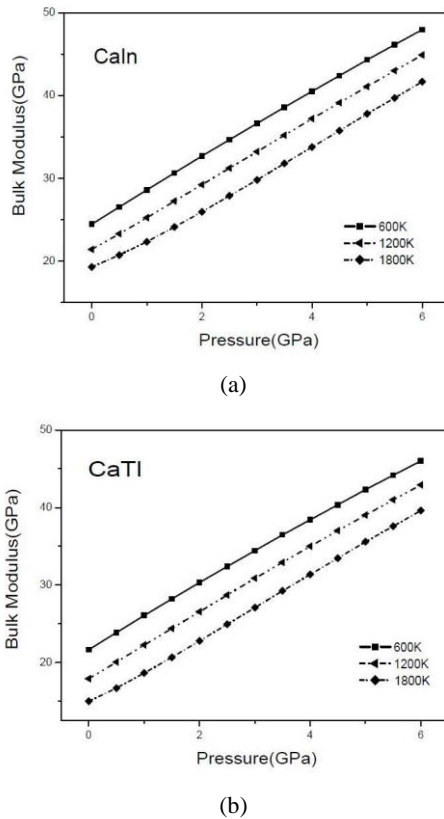 50
40
30
20
Bulk Modulus(GPa)
CaIn
600K
1200K
1800K
0 2 4 6
Pressure(GPa)
(a)
50
40
30
20
Bulk Modulus(GPa)
CaTl
600K
1200K
1800K
0 2 4 6
Pressure(GPa)
(b)